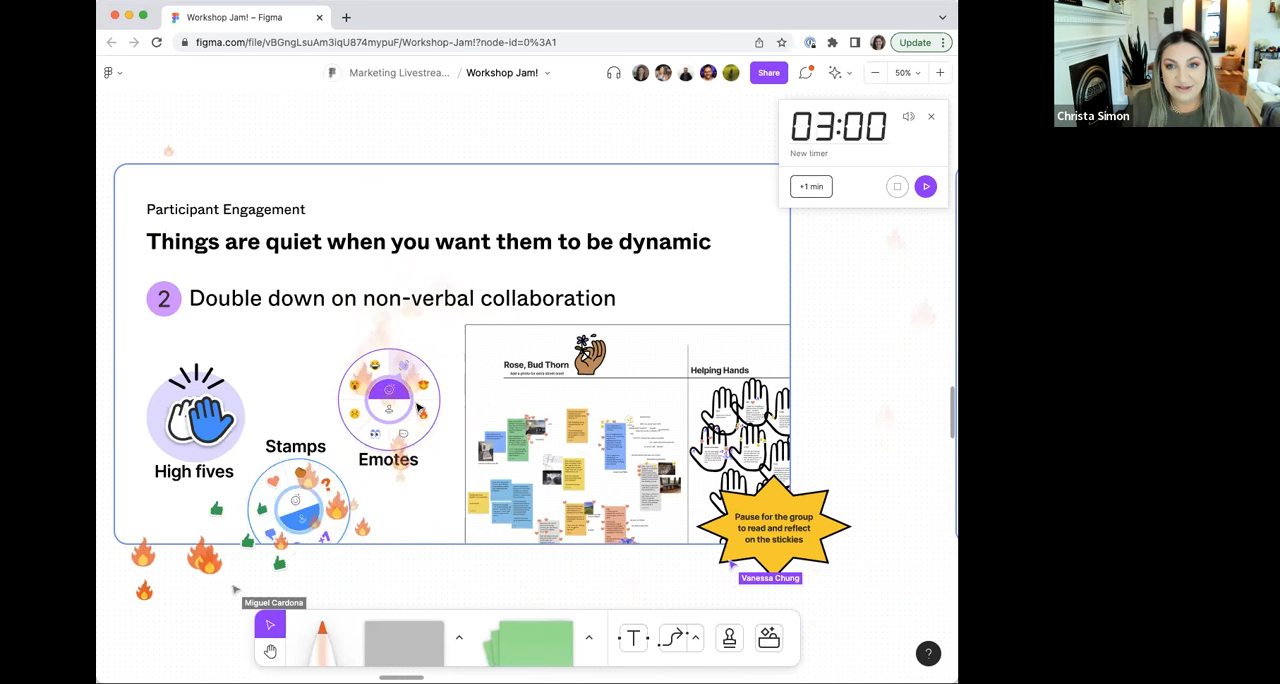 Workshop Jam! – Figma
figma.com/file/vBGngLsuAm3iqU874mypuF/Workshop-Jam!?node-id=0%3A1
Update
Marketing Livestrea... / Workshop Jam!
Share
50%
03:00
New timer
+1 min
Christa Simon
Participant Engagement
Things are quiet when you want them to be dynamic
2 Double down on non-verbal collaboration
Rose, Bud Thorn
Helping Hands
High fives
Stamps
Emotes
+1
Pause for the group
to read and reflect
on the stickies
Vanessa Chung
Miguel Cardona
T
?